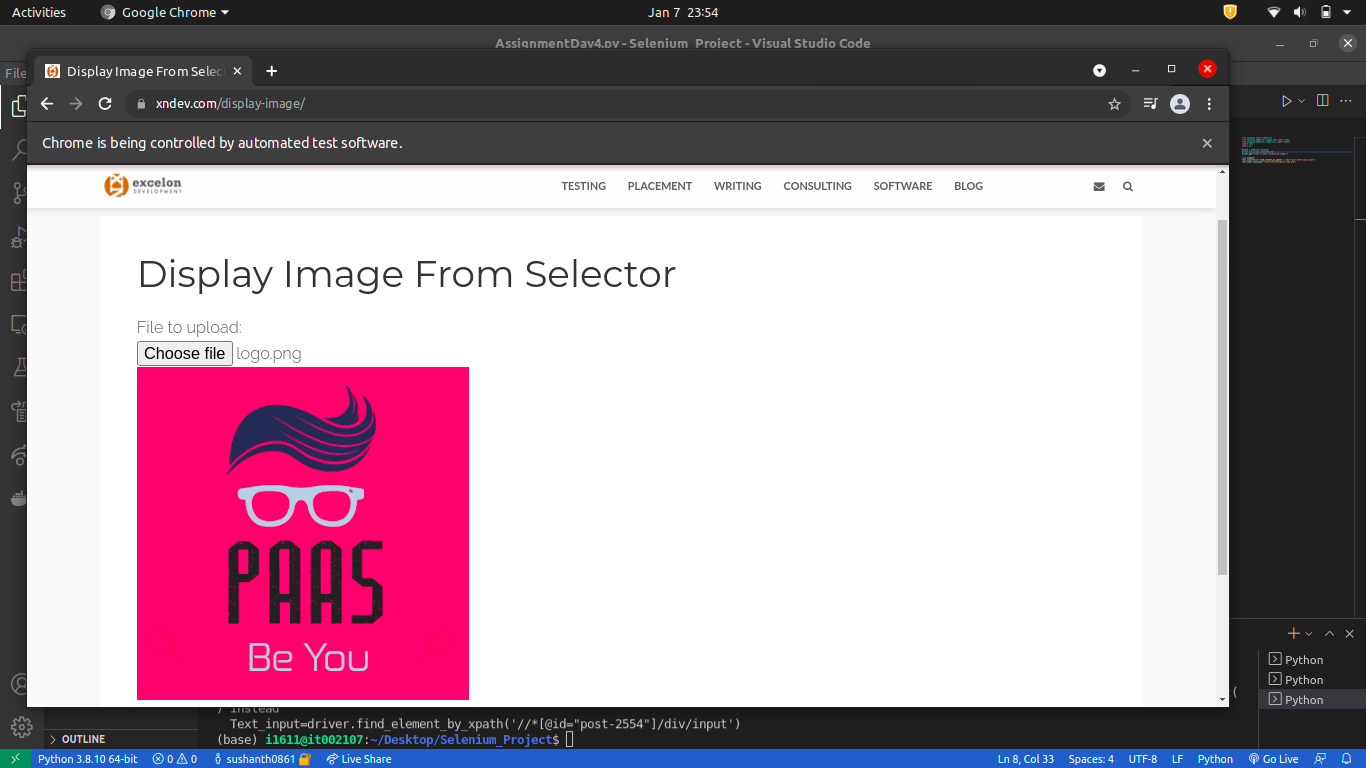 Activities
Google Chrome
Jan 7 23:54
AssignmentDay4.py - Selenium_Project - Visual Studio Code
File
Display Image From Selec
xndev.com/display-image/
Chrome is being controlled by automated test software.
excelon
DEVELOPMENT
TESTING PLACEMENT WRITING CONSULTING SOFTWARE BLOG
Display Image From Selector
File to upload:
Choose file logo.png
PAAS
Be You
Python
Python
Python
(
) instead
Text_input=driver.find_element_by_xpath('//*[@id="post-2554"]/div/input')
(base) i1611@it002107:~/Desktop/Selenium_Project$
OUTLINE
Python 3.8.10 64-bit 0 0 sushanth0861 Live Share Ln 8, Col 33 Spaces: 4 UTF-8 LF Python Go Live